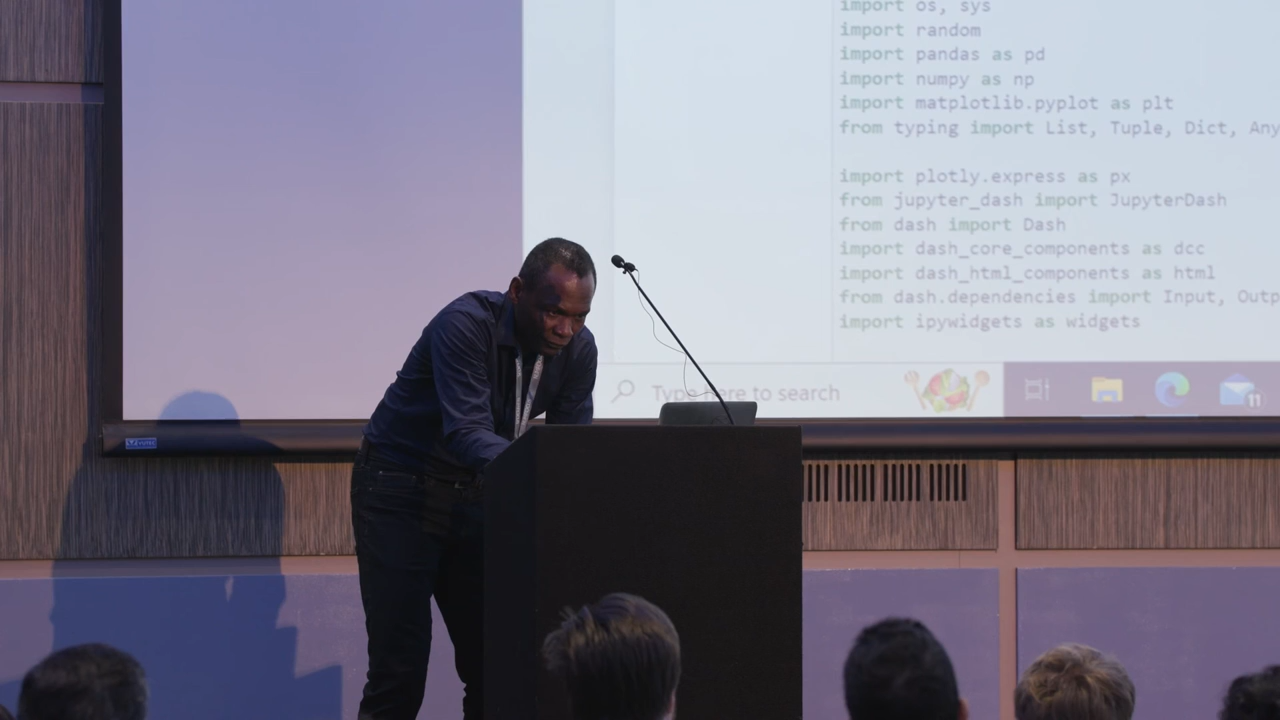 import os, sys
import random
import pandas as pd
import numpy as np
import matplotlib.pyplot as plt
from typing import List, Tuple, Dict, Any
import plotly.express as px
from jupyter_dash import JupyterDash
from dash import Dash
import dash_core_components as dcc
import dash_html_components as html
from dash.dependencies import Input, Outp
import ipywidgets as widgets
Type here to search
11